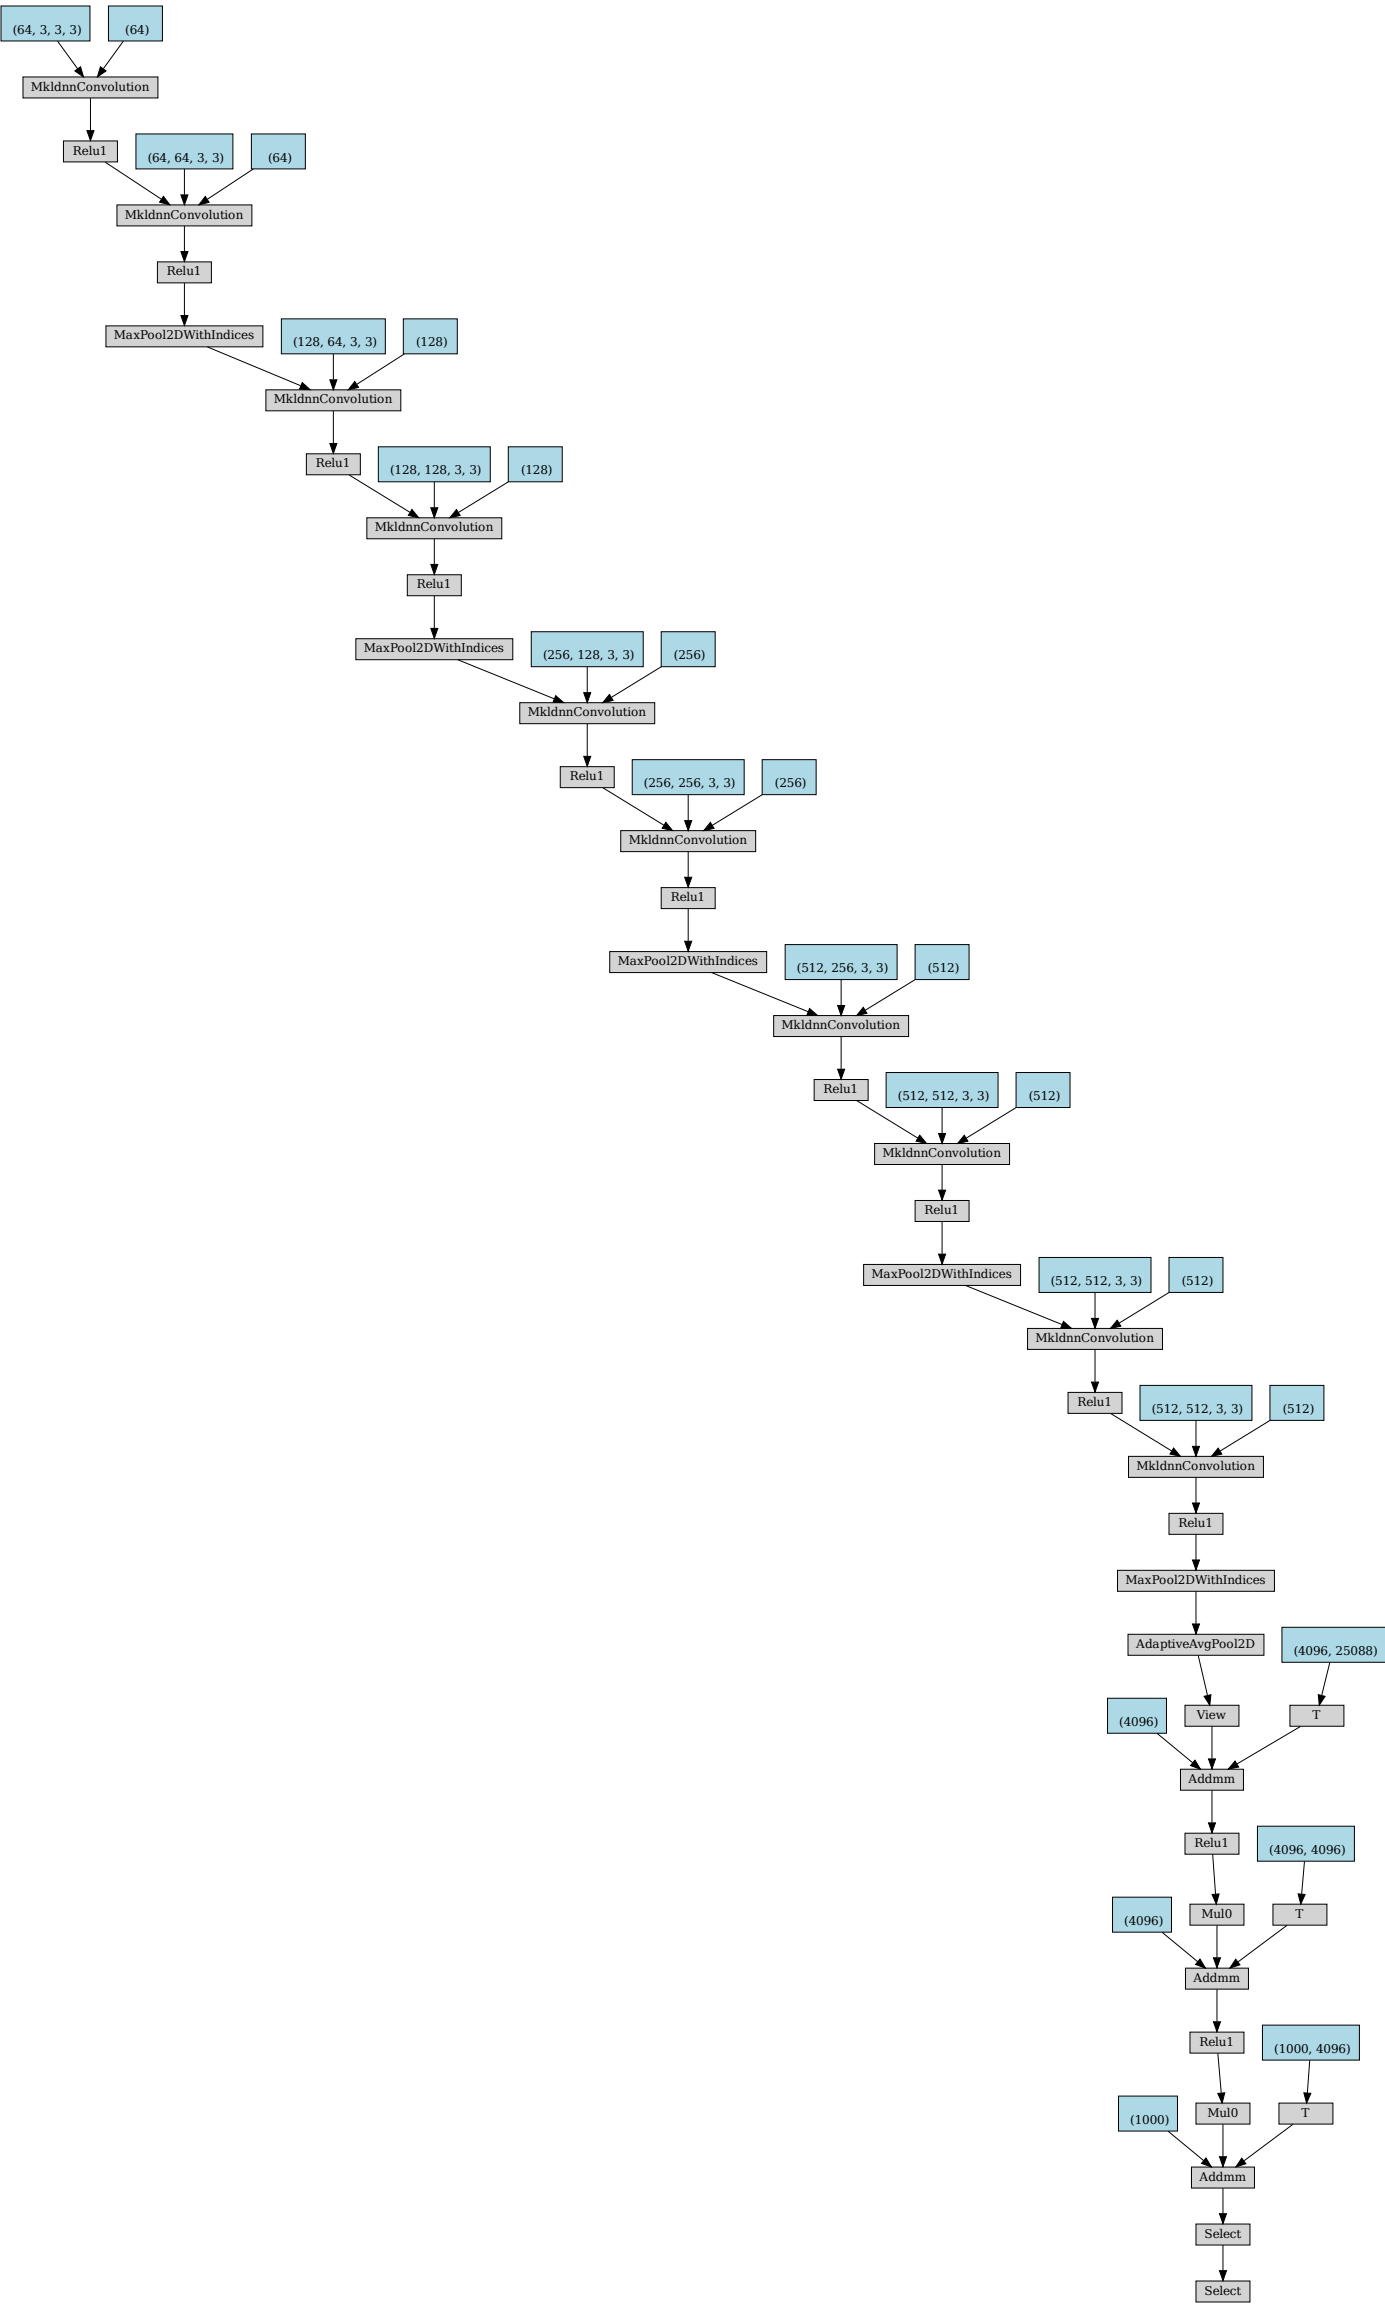 (64, 3, 3, 3)
(64)
MkldnnConvolution
Relu1
(64, 64, 3, 3)
(64)
MkldnnConvolution
Relu1
MaxPool2DWithIndices
(128, 64, 3, 3)
(128)
MkldnnConvolution
Relu1
(128, 128, 3, 3)
(128)
MkldnnConvolution
Relu1
MaxPool2DWithIndices
(256, 128, 3, 3)
(256)
MkldnnConvolution
Relu1
(256, 256, 3, 3)
(256)
MkldnnConvolution
Relu1
MaxPool2DWithIndices
(512, 256, 3, 3)
(512)
MkldnnConvolution
Relu1
(512, 512, 3, 3)
(512)
MkldnnConvolution
Relu1
MaxPool2DWithIndices
(512, 512, 3, 3)
(512)
MkldnnConvolution
Relu1
(512, 512, 3, 3)
(512)
MkldnnConvolution
Relu1
MaxPool2DWithIndices
AdaptiveAvgPool2D
(4096, 25088)
(4096)
View
T
Addmm
Relu1
(4096, 4096)
(4096)
Mul0
T
Addmm
Relu1
(1000, 4096)
(1000)
Mul0
T
Addmm
Select
Select